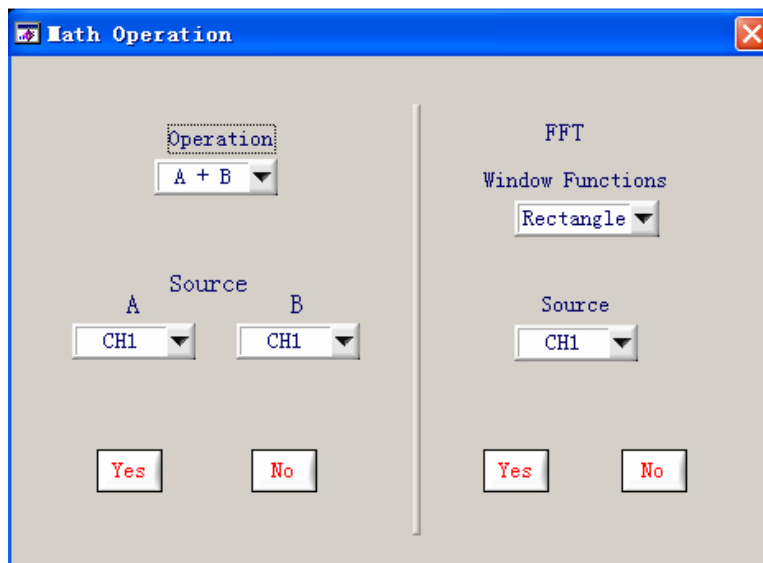 Math Operation
Operation
A + B
Source
A B
CH1 CH1
Yes No
FFT
Window Functions
Rectangle
Source
CH1
Yes No